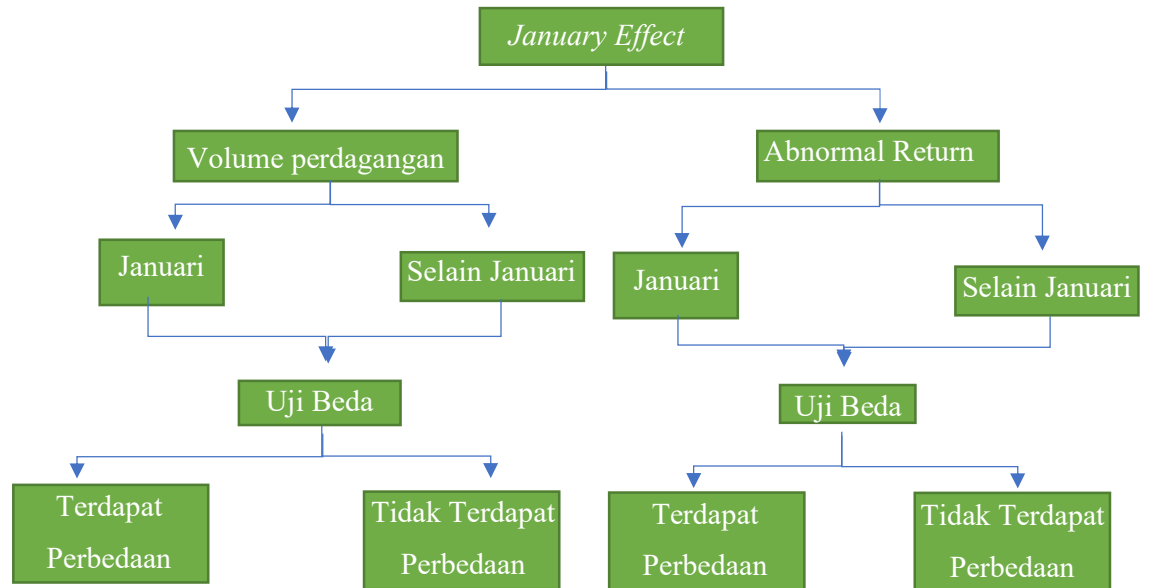 January Effect
Volume perdagangan
Abnormal Return
Januari
Selain Januari
Januari
Selain Januari
Uji Beda
Uji Beda
Terdapat
Perbedaan
Tidak Terdapat
Perbedaan
Terdapat
Perbedaan
Tidak Terdapat
Perbedaan